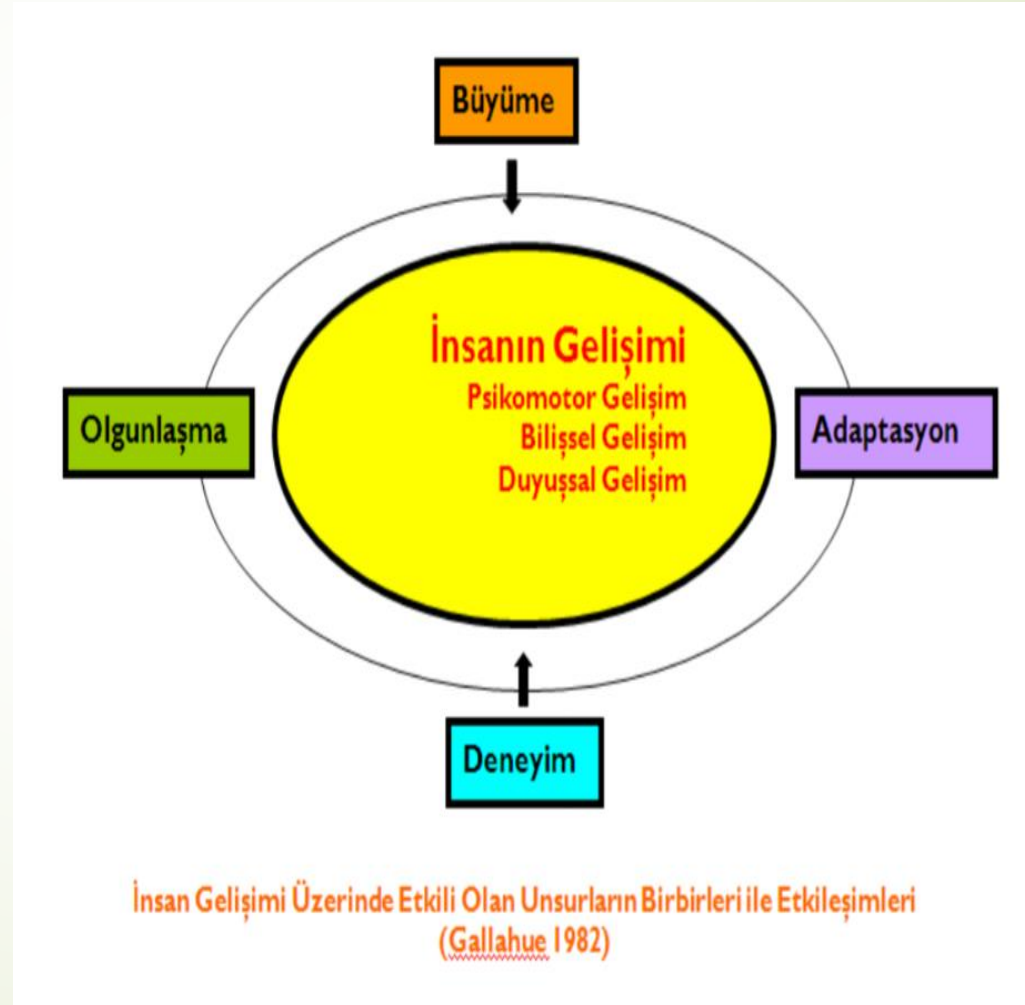 Büyüme
İnsanın Gelişimi
Psikomotor Gelişim
Bilişsel Gelişim
Duyuşsal Gelişim
Olgunlaşma
Adaptasyon
Deneyim
İnsan Gelişimi Üzerinde Etkili Olan Unsurların Birbirleri ile Etkileşimleri
(Gallahue 1982)